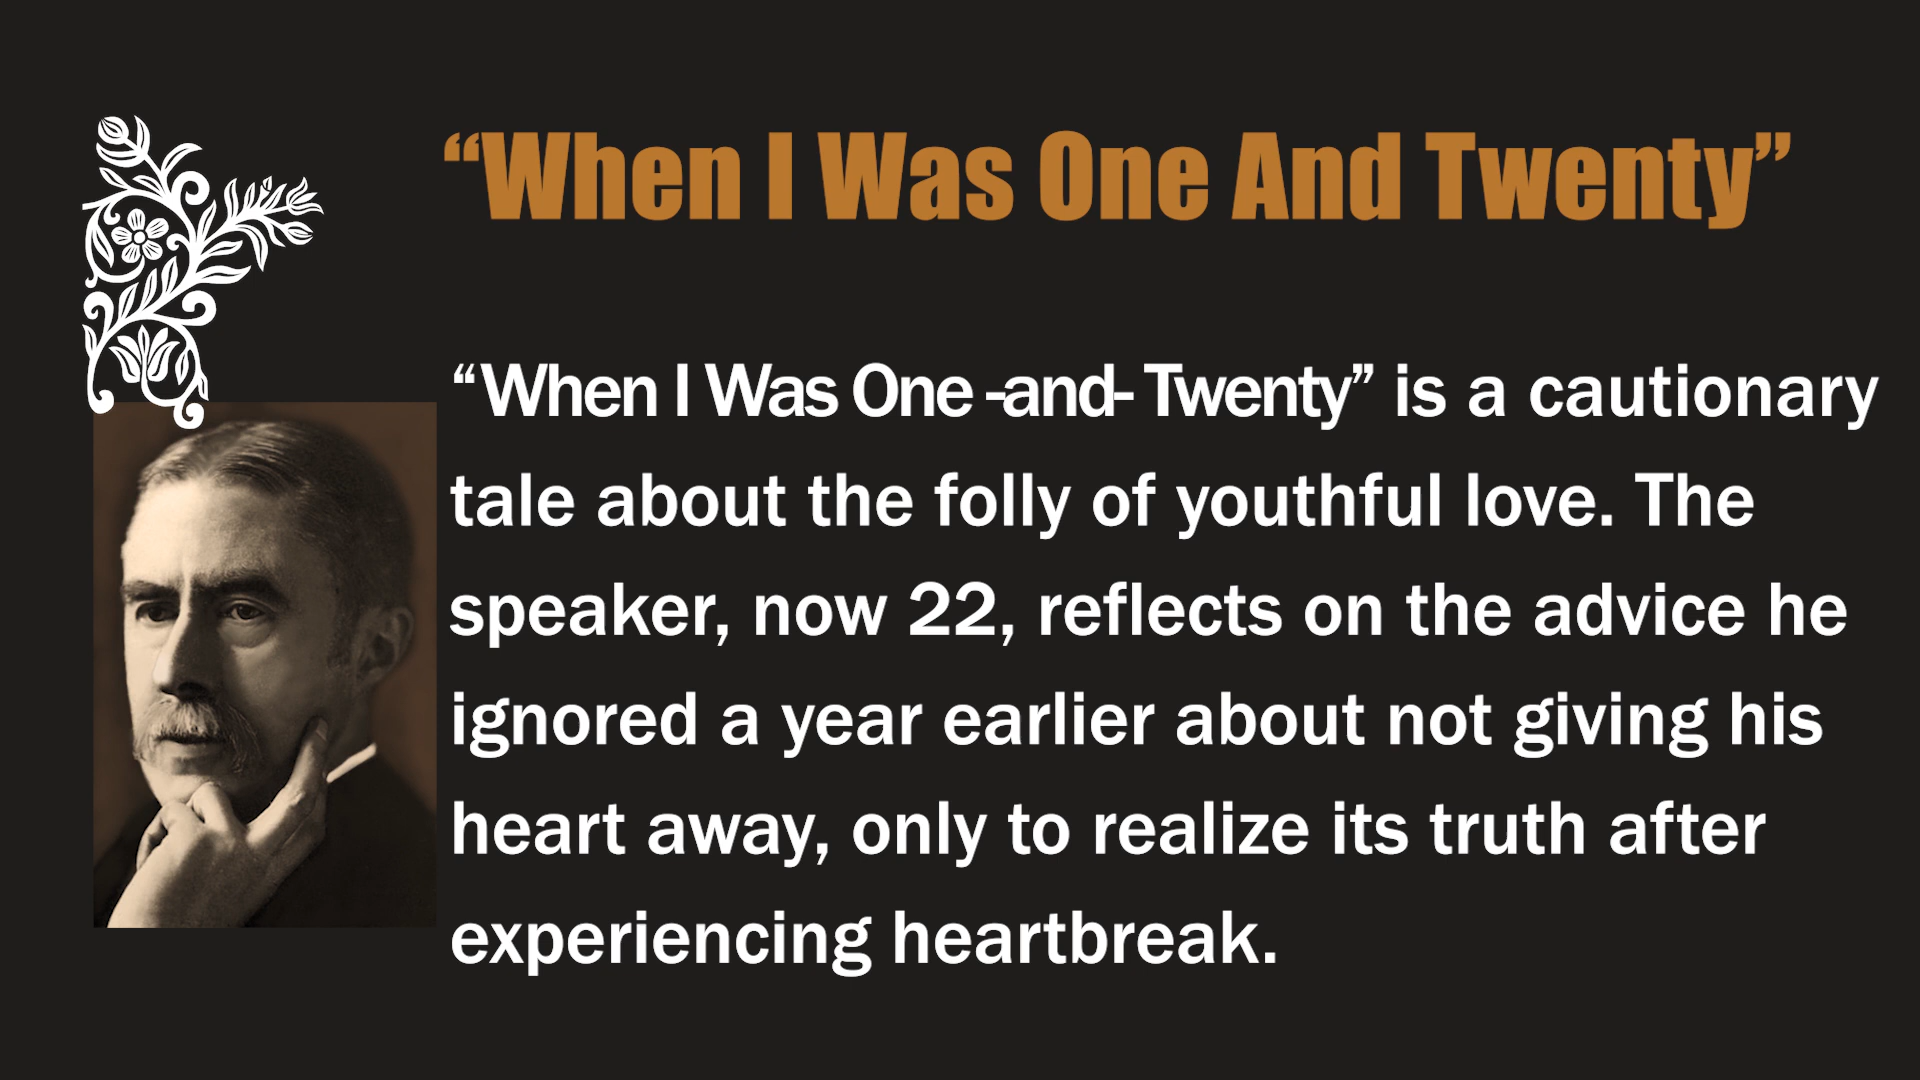 “When I Was One And Twenty”
“When I Was One -and- Twenty” is a cautionary
tale about the folly of youthful love. The
speaker, now 22, reflects on the advice he
ignored a year earlier about not giving his
heart away, only to realize its truth after
experiencing heartbreak.